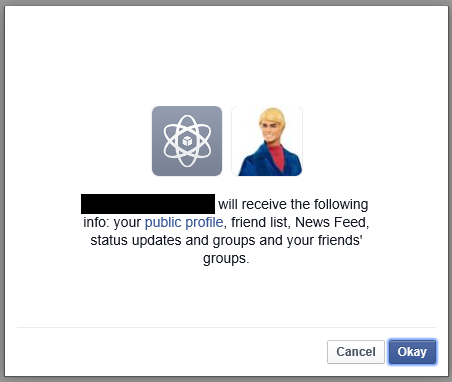 will receive the following
info: your public profile, friend list, News Feed,
status updates and groups and your friends'
groups.
Cancel
Okay